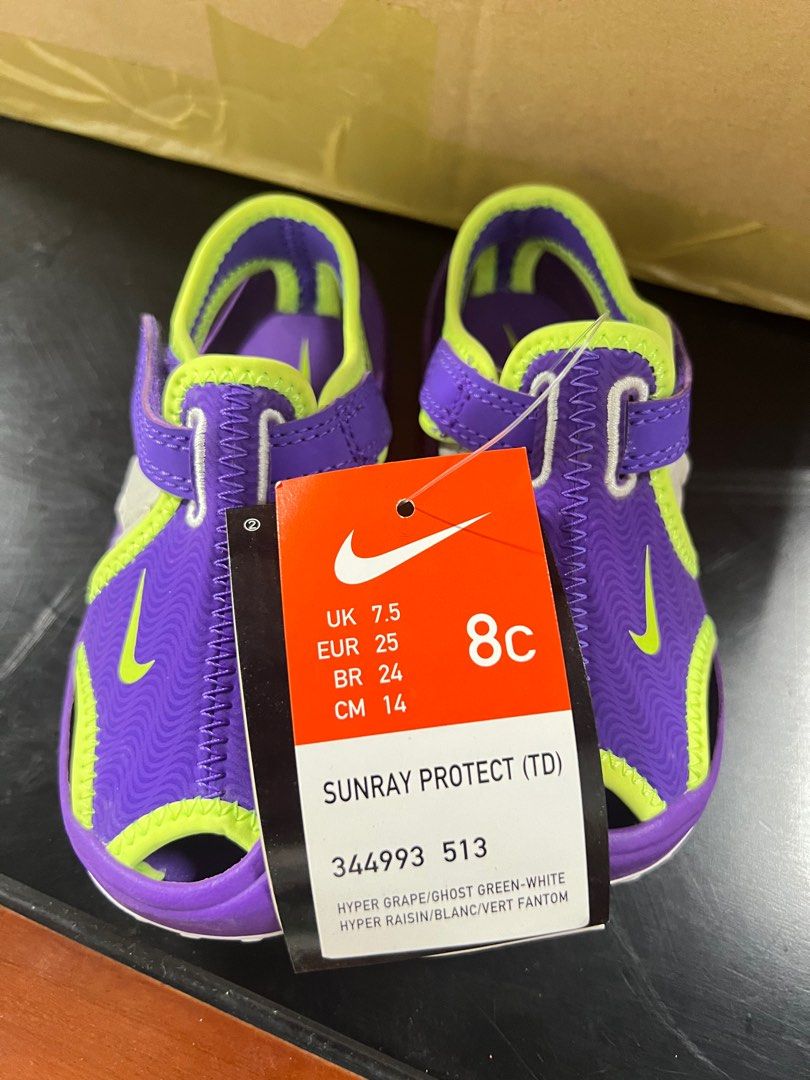 ②
UK 7.5
EUR 25
BR 24
CM 14
8C
SUNRAY PROTECT (TD)
344993 513
HYPER GRAPE/GHOST GREEN-WHITE
HYPER RAISIN/BLANC/VERT FANTOM